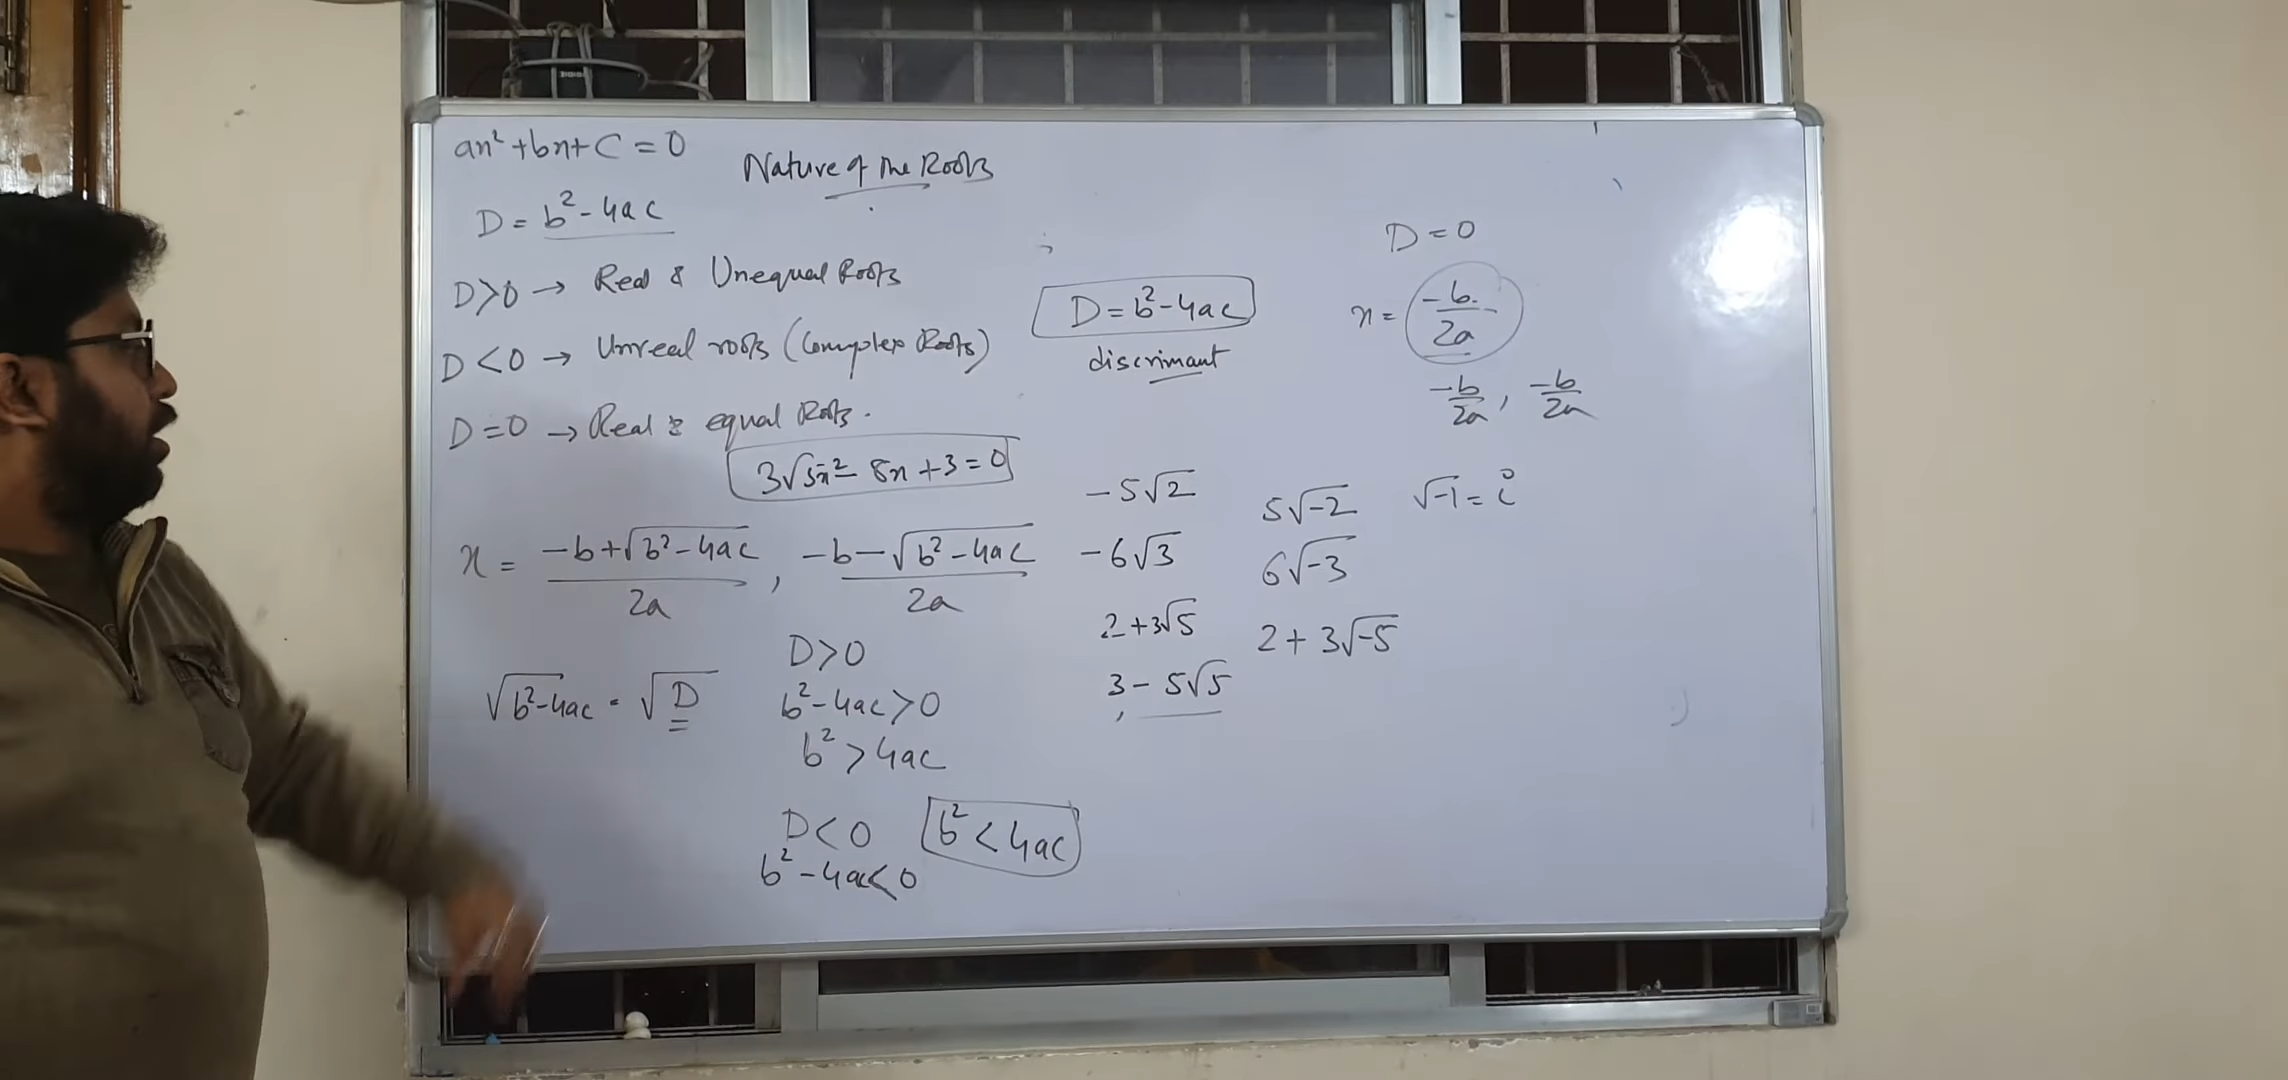 ax² + bx + c = 0
Nature of the Roots
D = b² - 4ac
D>0 → Real & Unequal Roots
D<0 → Unreal roots (Complex Roots)
D=0 → Real & equal Roots.
3√5x² - 8x + 3 = 0
x = (-b+√(b²-4ac))/2a , (-b-√(b²-4ac))/2a
√(b²-4ac) = √D
D>0
b²-4ac>0
b²>4ac
D<0
b²<4ac
b²-4ac<0
D = b²-4ac
discrimant
-5√2
-6√3
2+3√5
3-5√5
5√-2
6√-3
2+3√-5
√-1 = i
D=0
x = -b/2a
-b/2a , -b/2a